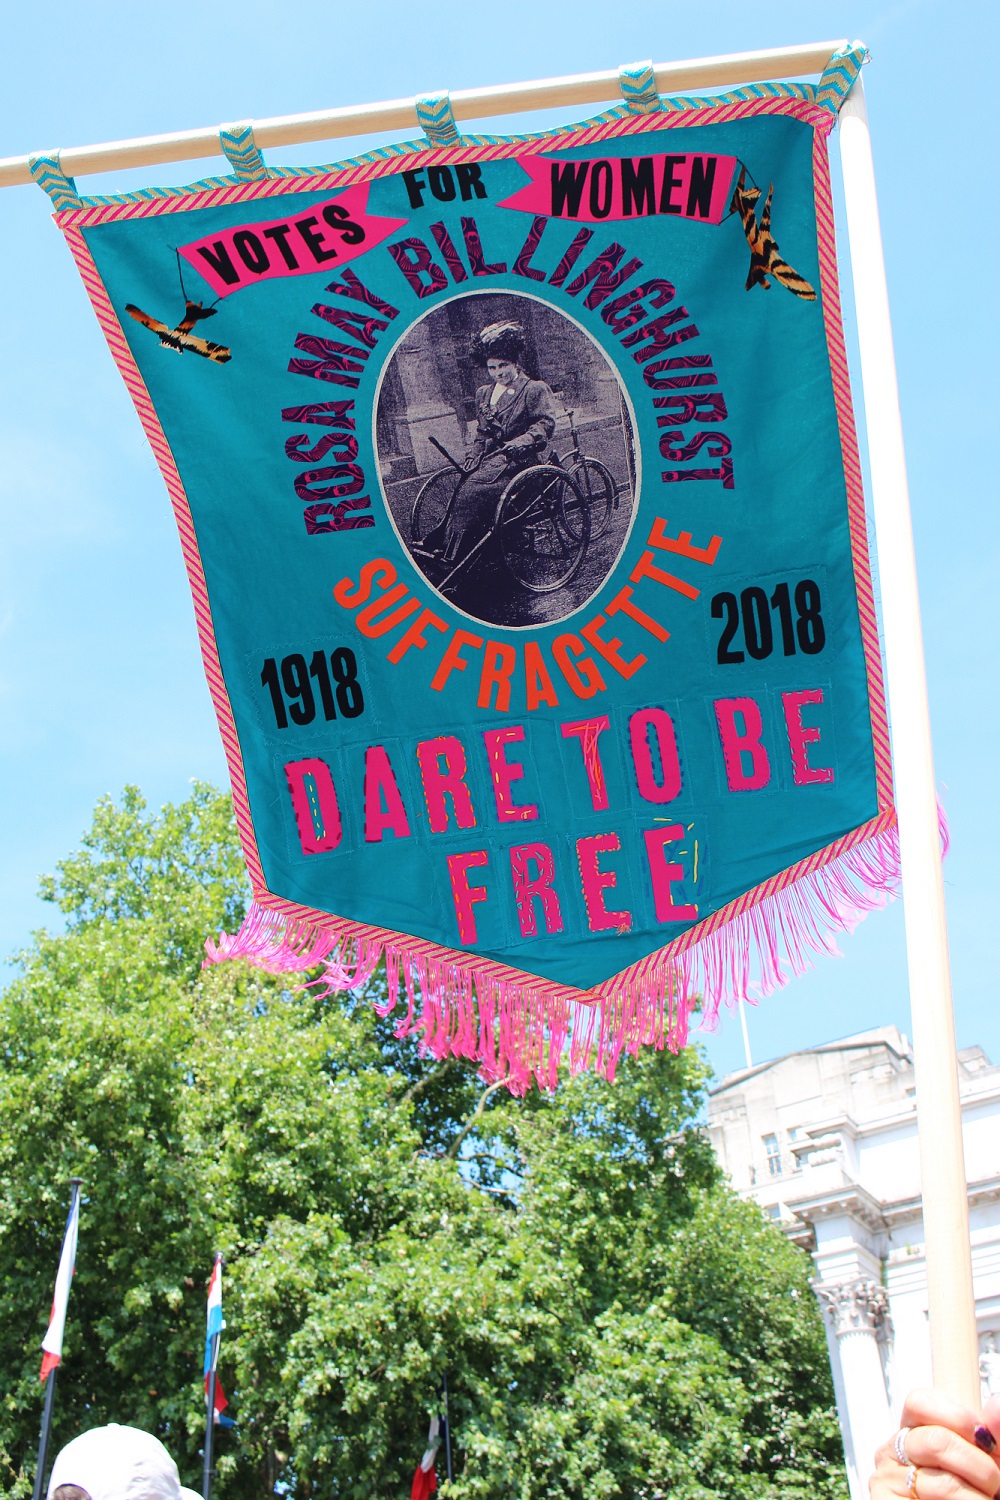 VOTES FOR WOMEN
ROSA MAY BILLINGHURST
SUFFRAGETTE
1918 2018
DARE TO BE
FREE